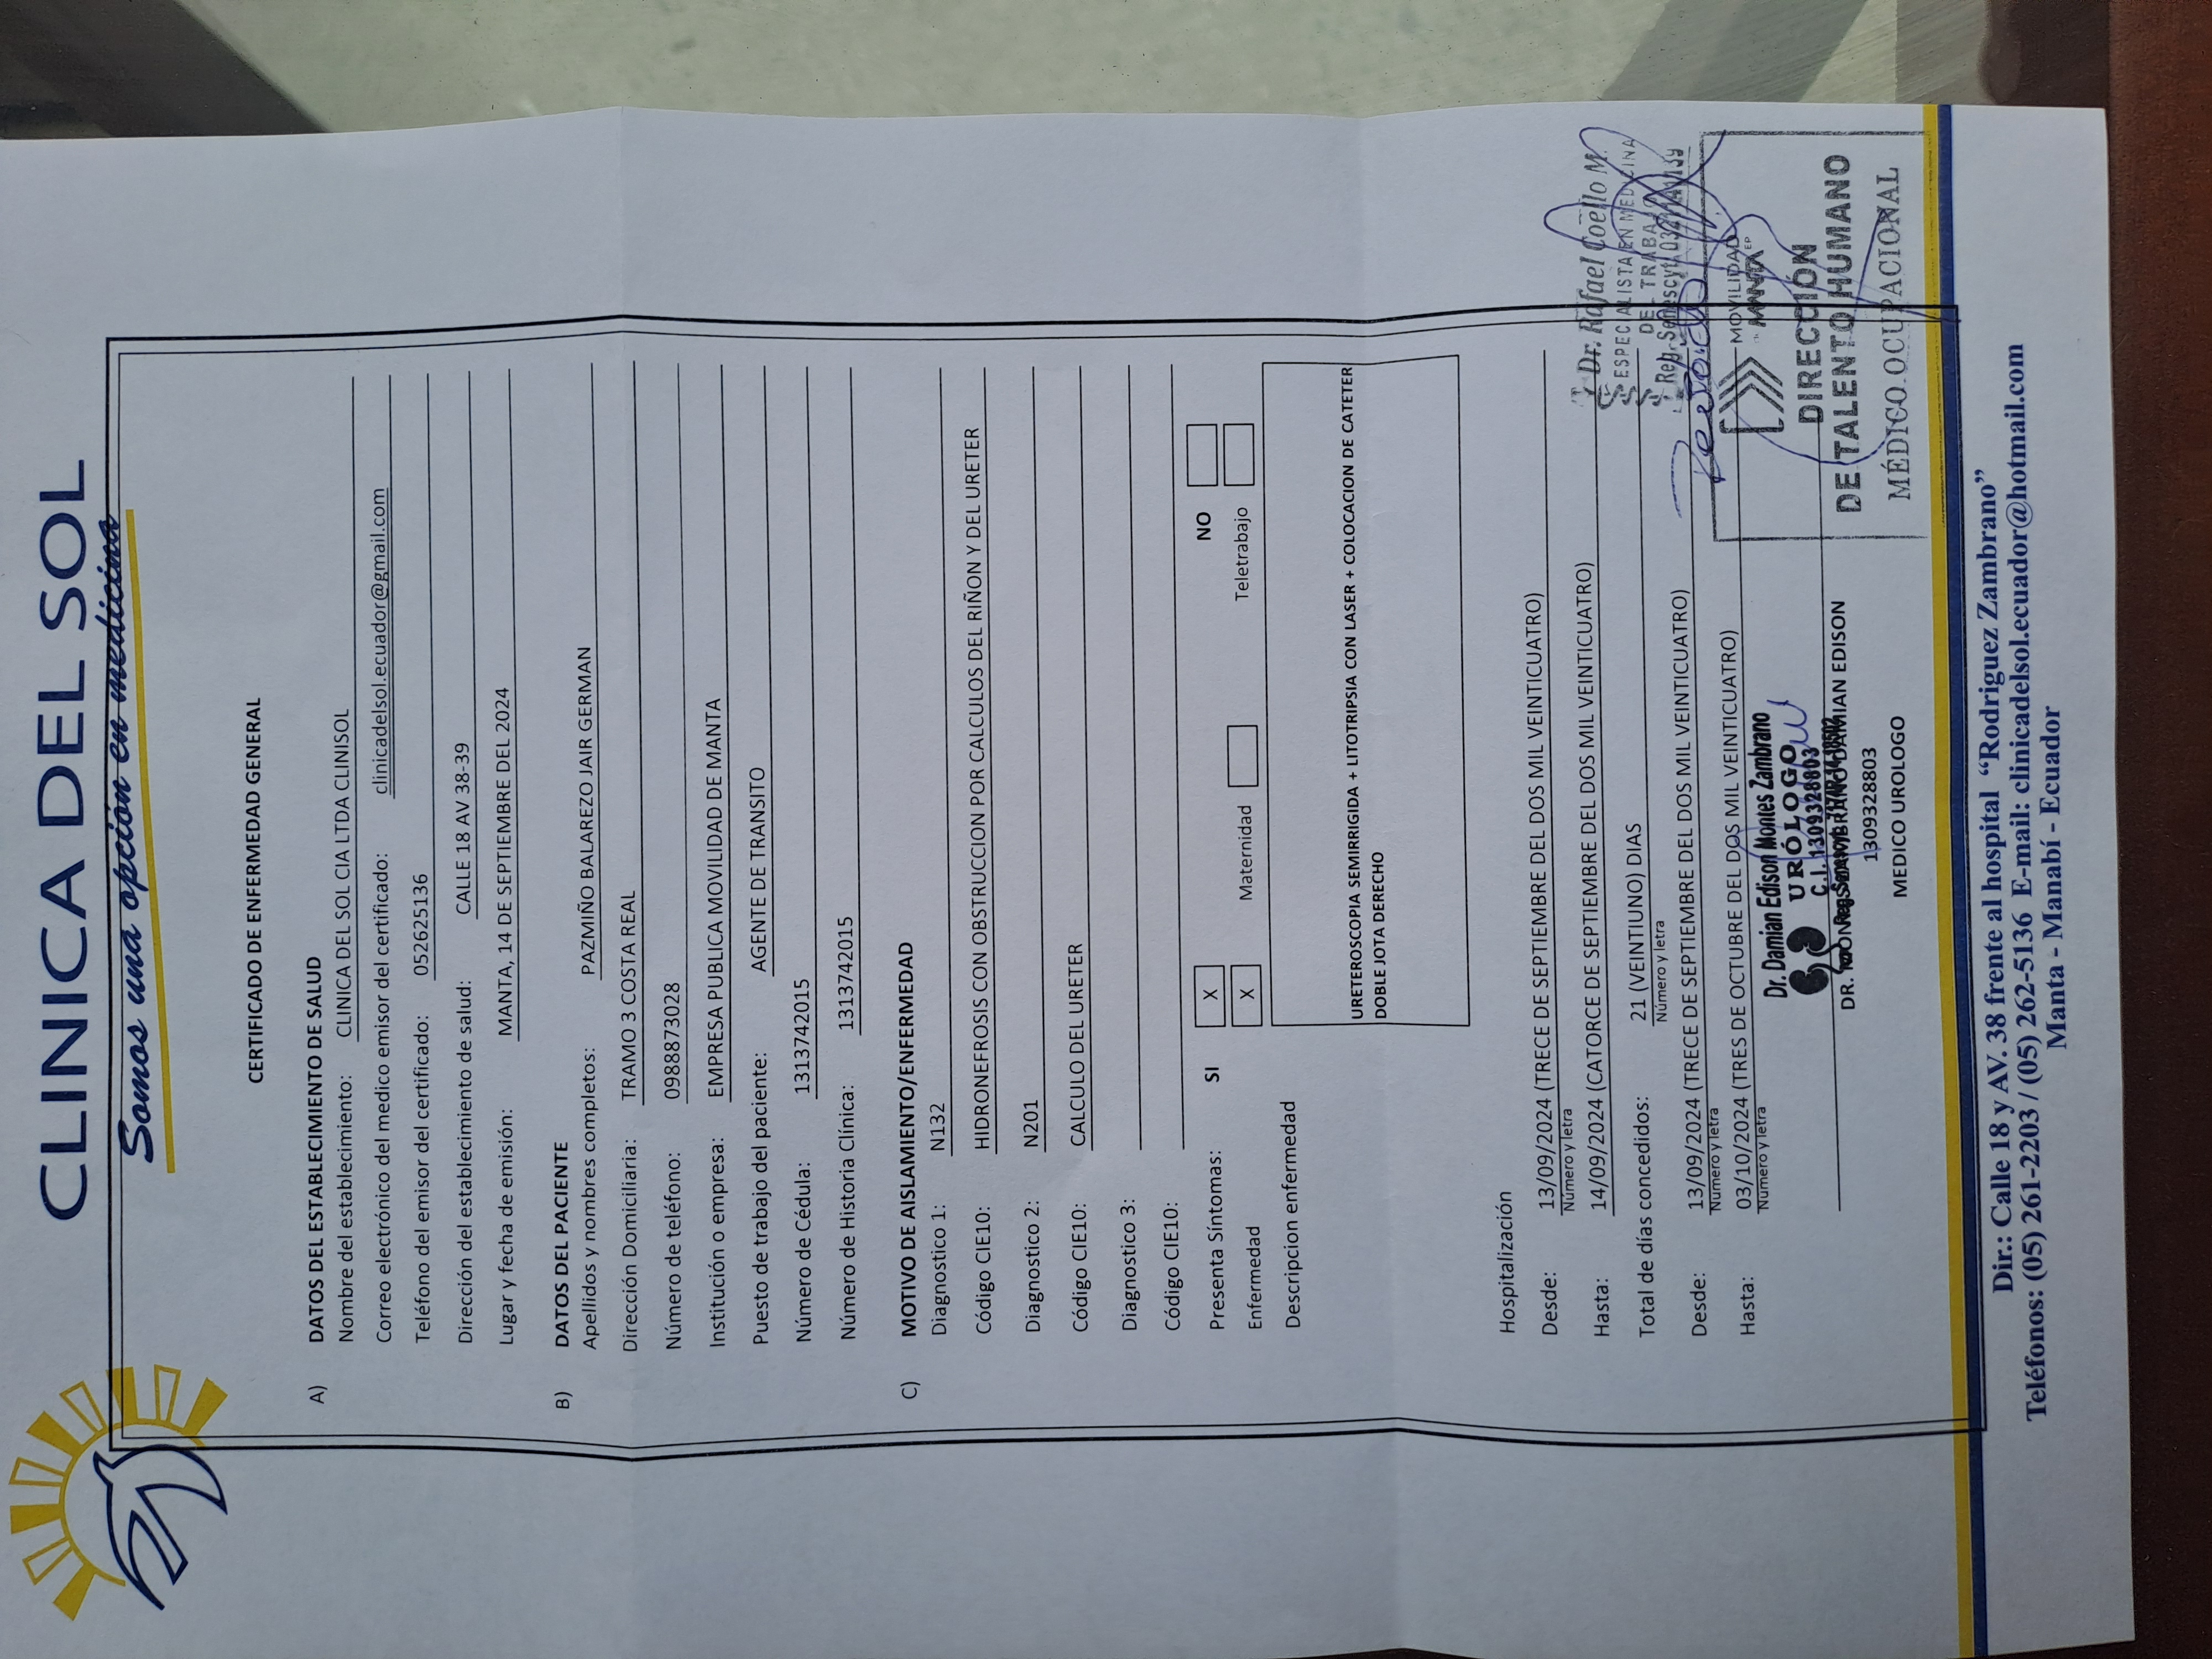 CLINICA DEL SOL
Somos una opción en medicina
CERTIFICADO DE ENFERMEDAD GENERAL
A) DATOS DEL ESTABLECIMIENTO DE SALUD
Nombre del establecimiento: CLINICA DEL SOL CIA LTDA CLINISOL
Correo electrónico del medico emisor del certificado: clinicadelsol.ecuador@gmail.com
Teléfono del emisor del certificado: 052625136
Dirección del establecimiento de salud: CALLE 18 AV 38-39
Lugar y fecha de emisión: MANTA, 14 DE SEPTIEMBRE DEL 2024
B) DATOS DEL PACIENTE
Apellidos y nombres completos: PAZMIÑO BALAREZO JAIR GERMAN
Dirección Domiciliaria: TRAMO 3 COSTA REAL
Número de teléfono: 0988873028
Institución o empresa: EMPRESA PUBLICA MOVILIDAD DE MANTA
Puesto de trabajo del paciente: AGENTE DE TRANSITO
Número de Cédula: 1313742015
Número de Historia Clínica: 1313742015
C) MOTIVO DE AISLAMIENTO/ENFERMEDAD
Diagnostico 1: N132
Código CIE10: HIDRONEFROSIS CON OBSTRUCCION POR CALCULOS DEL RIÑON Y DEL URETER
Diagnostico 2: N201
Código CIE10: CALCULO DEL URETER
Diagnostico 3:
Código CIE10:
Presenta Síntomas: SI X NO
Enfermedad X Maternidad Teletrabajo
Descripcion enfermedad
URETEROSCOPIA SEMIRRIGIDA + LITOTRIPSIA CON LASER + COLOCACION DE CATETER
DOBLE JOTA DERECHO
Hospitalización
Desde: 13/09/2024 (TRECE DE SEPTIEMBRE DEL DOS MIL VEINTICUATRO)
Número y letra
Hasta: 14/09/2024 (CATORCE DE SEPTIEMBRE DEL DOS MIL VEINTICUATRO)
Total de días concedidos: 21 (VEINTIUNO) DIAS
Número y letra
Desde: 13/09/2024 (TRECE DE SEPTIEMBRE DEL DOS MIL VEINTICUATRO)
Número y letra
Hasta: 03/10/2024 (TRES DE OCTUBRE DEL DOS MIL VEINTICUATRO)
Número y letra
Dr. Rafael Coello M.
ESPECIALISTA EN MEDICINA
DEL TRABAJO
Reg. Senescyt
Dr. Damian Edison Montes Zambrano
URÓLOGO
C.I. 1309328803
Reg. Senescyt.
DR. MONTES ZAMBRANO DAMIAN EDISON
1309328803
MEDICO UROLOGO
MOVILIDAD
MANTA EP
DIRECCIÓN
DE TALENTO HUMANO
MÉDICO OCUPACIONAL
Dir.: Calle 18 y AV. 38 frente al hospital “Rodriguez Zambrano”
Teléfonos: (05) 261-2203 / (05) 262-5136 E-mail: clinicadelsol.ecuador@hotmail.com
Manta - Manabí - Ecuador